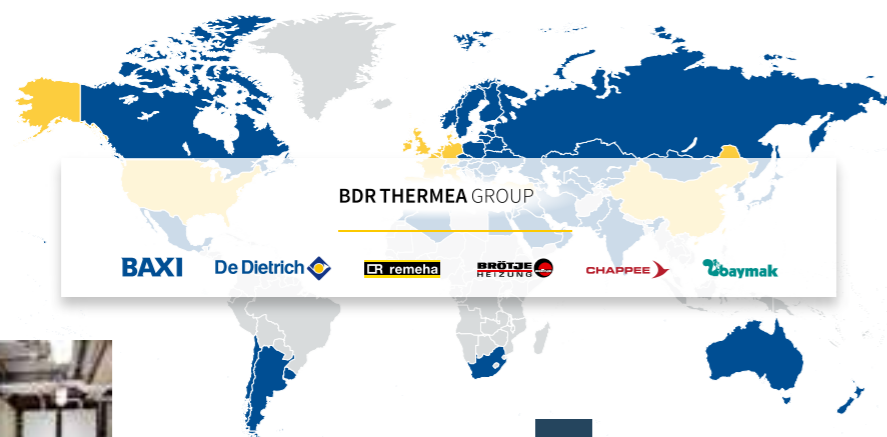 BDR THERMEA GROUP
BAXI De Dietrich remeha BRÖTJE HEIZUNG CHAPPEE baymak